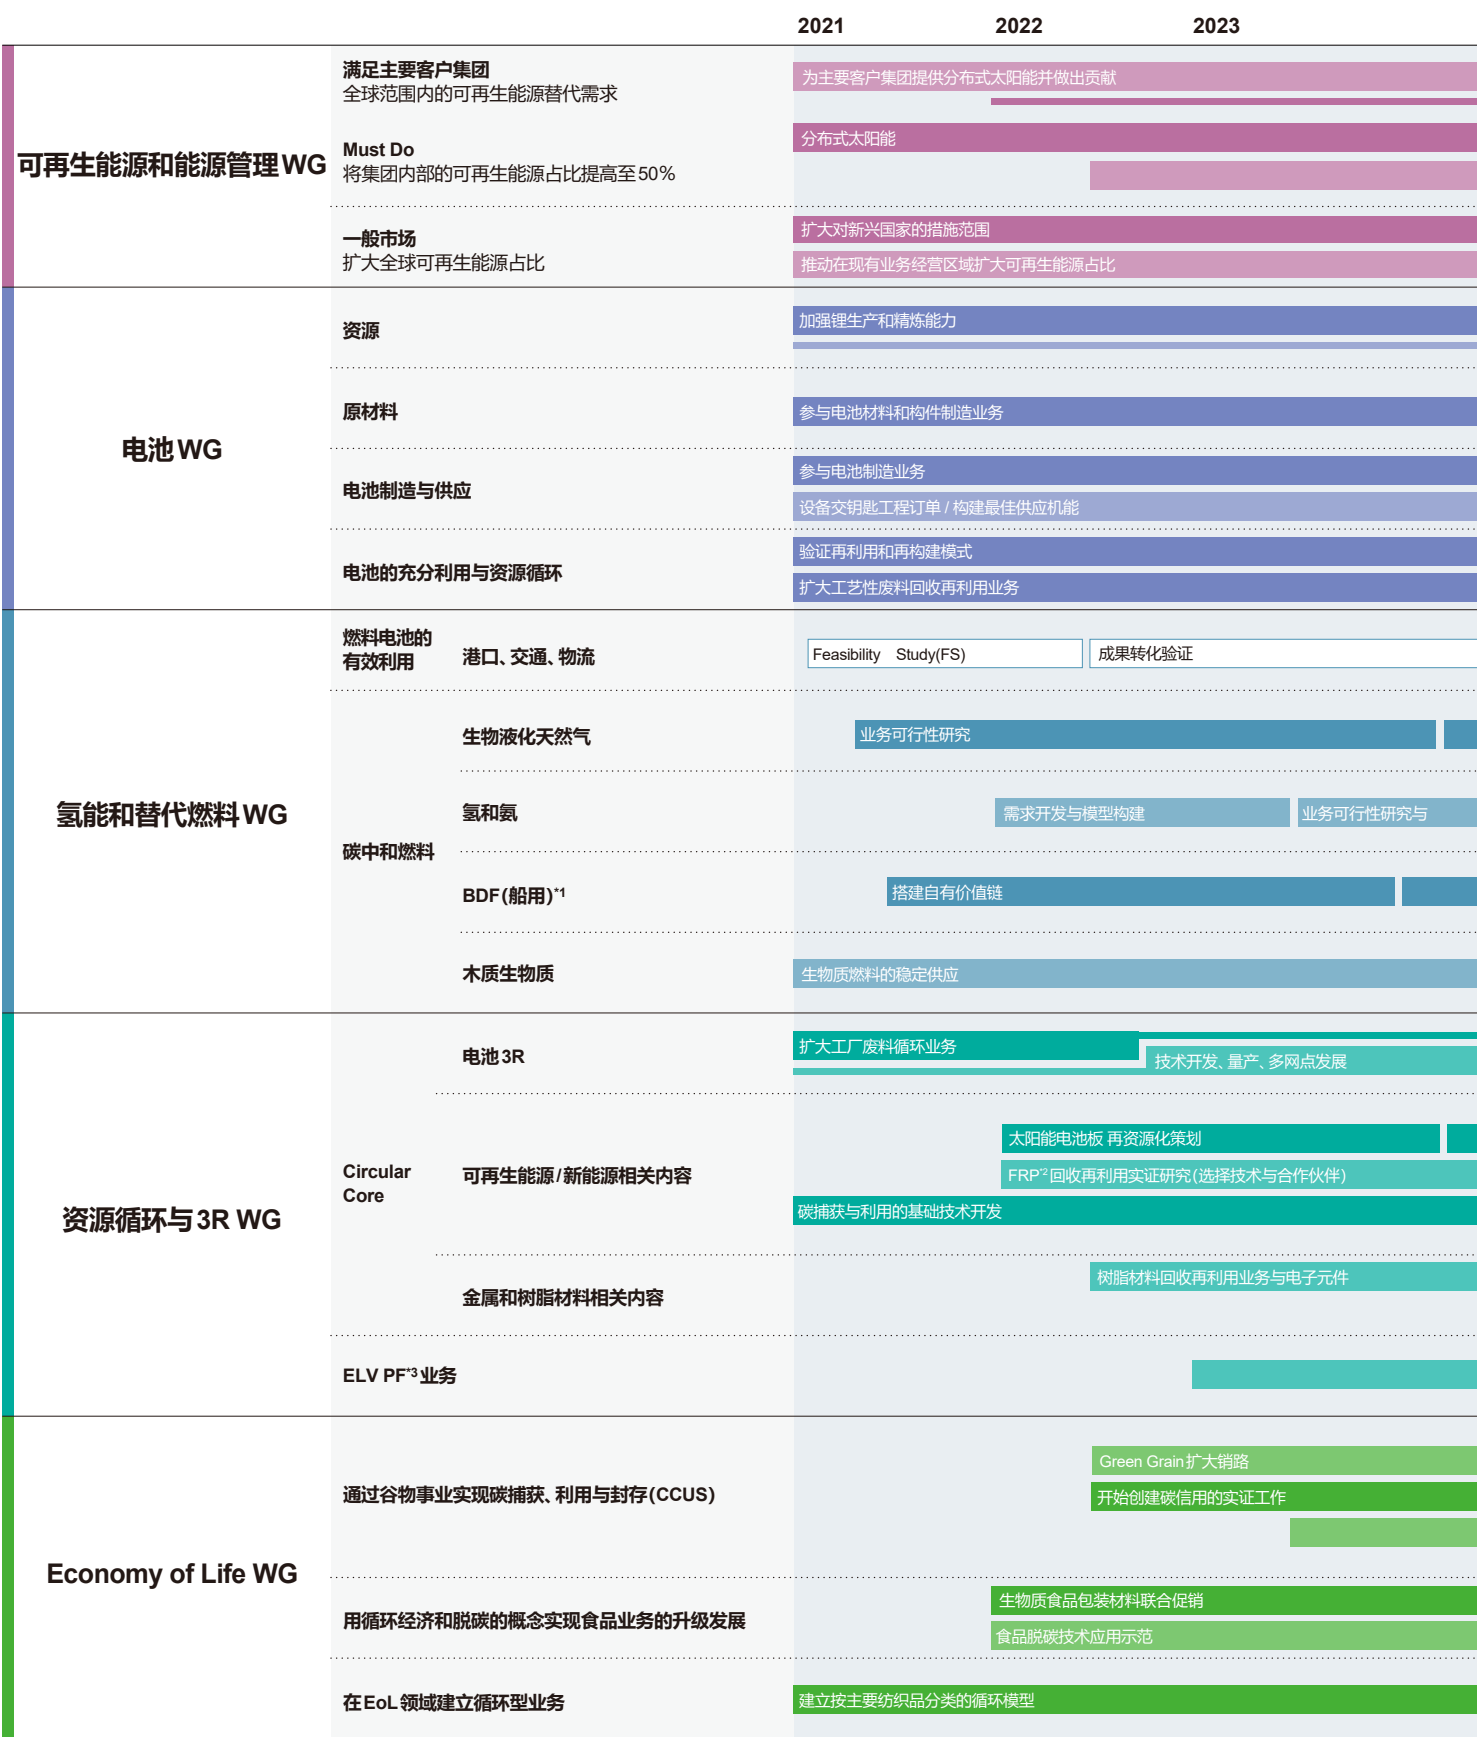 2021 2022 2023
满足主要客户集团
全球范围内的可再生能源替代需求
为主要客户集团提供分布式太阳能并做出贡献
可再生能源和能源管理WG
Must Do
将集团内部的可再生能源占比提高至50%
分布式太阳能
一般市场
扩大全球可再生能源占比
扩大对新兴国家的措施范围
推动在现有业务经营区域扩大可再生能源占比
电池WG
资源
加强锂生产和精炼能力
原材料
参与电池材料和构件制造业务
电池制造与供应
参与电池制造业务
设备交钥匙工程订单 / 构建最佳供应机能
电池的充分利用与资源循环
验证再利用和再构建模式
扩大工艺性废料回收再利用业务
氢能和替代燃料WG
燃料电池的
有效利用
港口、交通、物流
Feasibility Study(FS)
成果转化验证
碳中和燃料
生物液化天然气
业务可行性研究
氢和氨
需求开发与模型构建
业务可行性研究与
BDF(船用)*1
搭建自有价值链
木质生物质
生物质燃料的稳定供应
资源循环与3R WG
Circular
Core
电池3R
扩大工厂废料循环业务
技术开发、量产、多网点发展
可再生能源/新能源相关内容
太阳能电池板 再资源化策划
FRP*2回收再利用实证研究(选择技术与合作伙伴)
碳捕获与利用的基础技术开发
金属和树脂材料相关内容
树脂材料回收再利用业务与电子元件
ELV PF*3业务
Economy of Life WG
通过谷物事业实现碳捕获、利用与封存(CCUS)
Green Grain扩大销路
开始创建碳信用的实证工作
用循环经济和脱碳的概念实现食品业务的升级发展
生物质食品包装材料联合促销
食品脱碳技术应用示范
在EoL领域建立循环型业务
建立按主要纺织品分类的循环模型